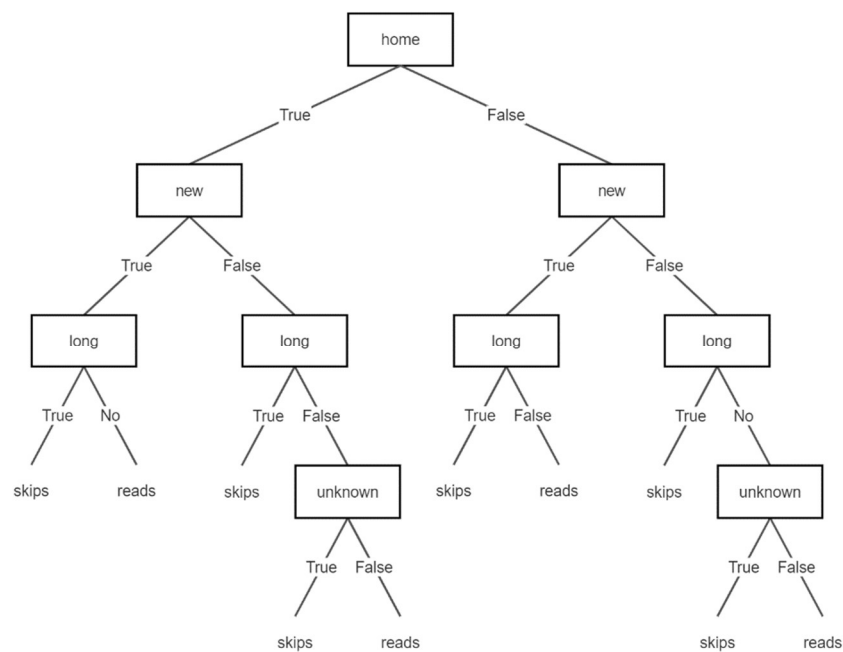 home
True False
new new
True False True False
long long long long
True No True False True False True No
skips reads skips unknown skips reads skips unknown
True False True False
skips reads skips reads